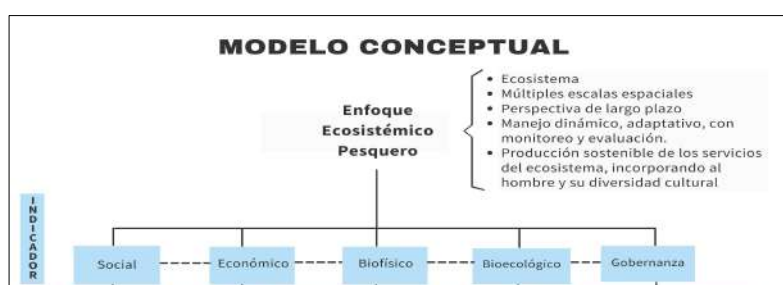 MODELO CONCEPTUAL
Enfoque
Ecosistémico
Pesquero
• Ecosistema
• Múltiples escalas espaciales
• Perspectiva de largo plazo
• Manejo dinámico, adaptativo, con
monitoreo y evaluación.
• Producción sostenible de los servicios
del ecosistema, incorporando al
hombre y su diversidad cultural
INDICADOR
Social
Económico
Biofísico
Bioecológico
Gobernanza